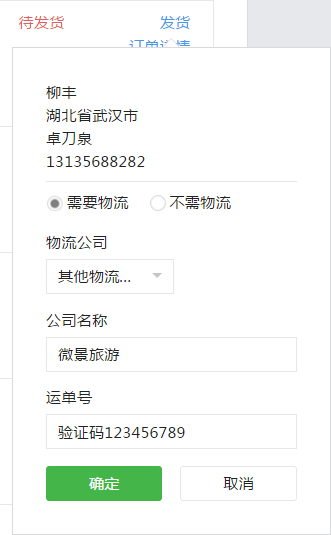 待发货 发货
订单详情
柳丰
湖北省武汉市
卓刀泉
13135688282
需要物流 不需物流
物流公司
其他物流...
公司名称
微景旅游
运单号
验证码123456789
确定 取消